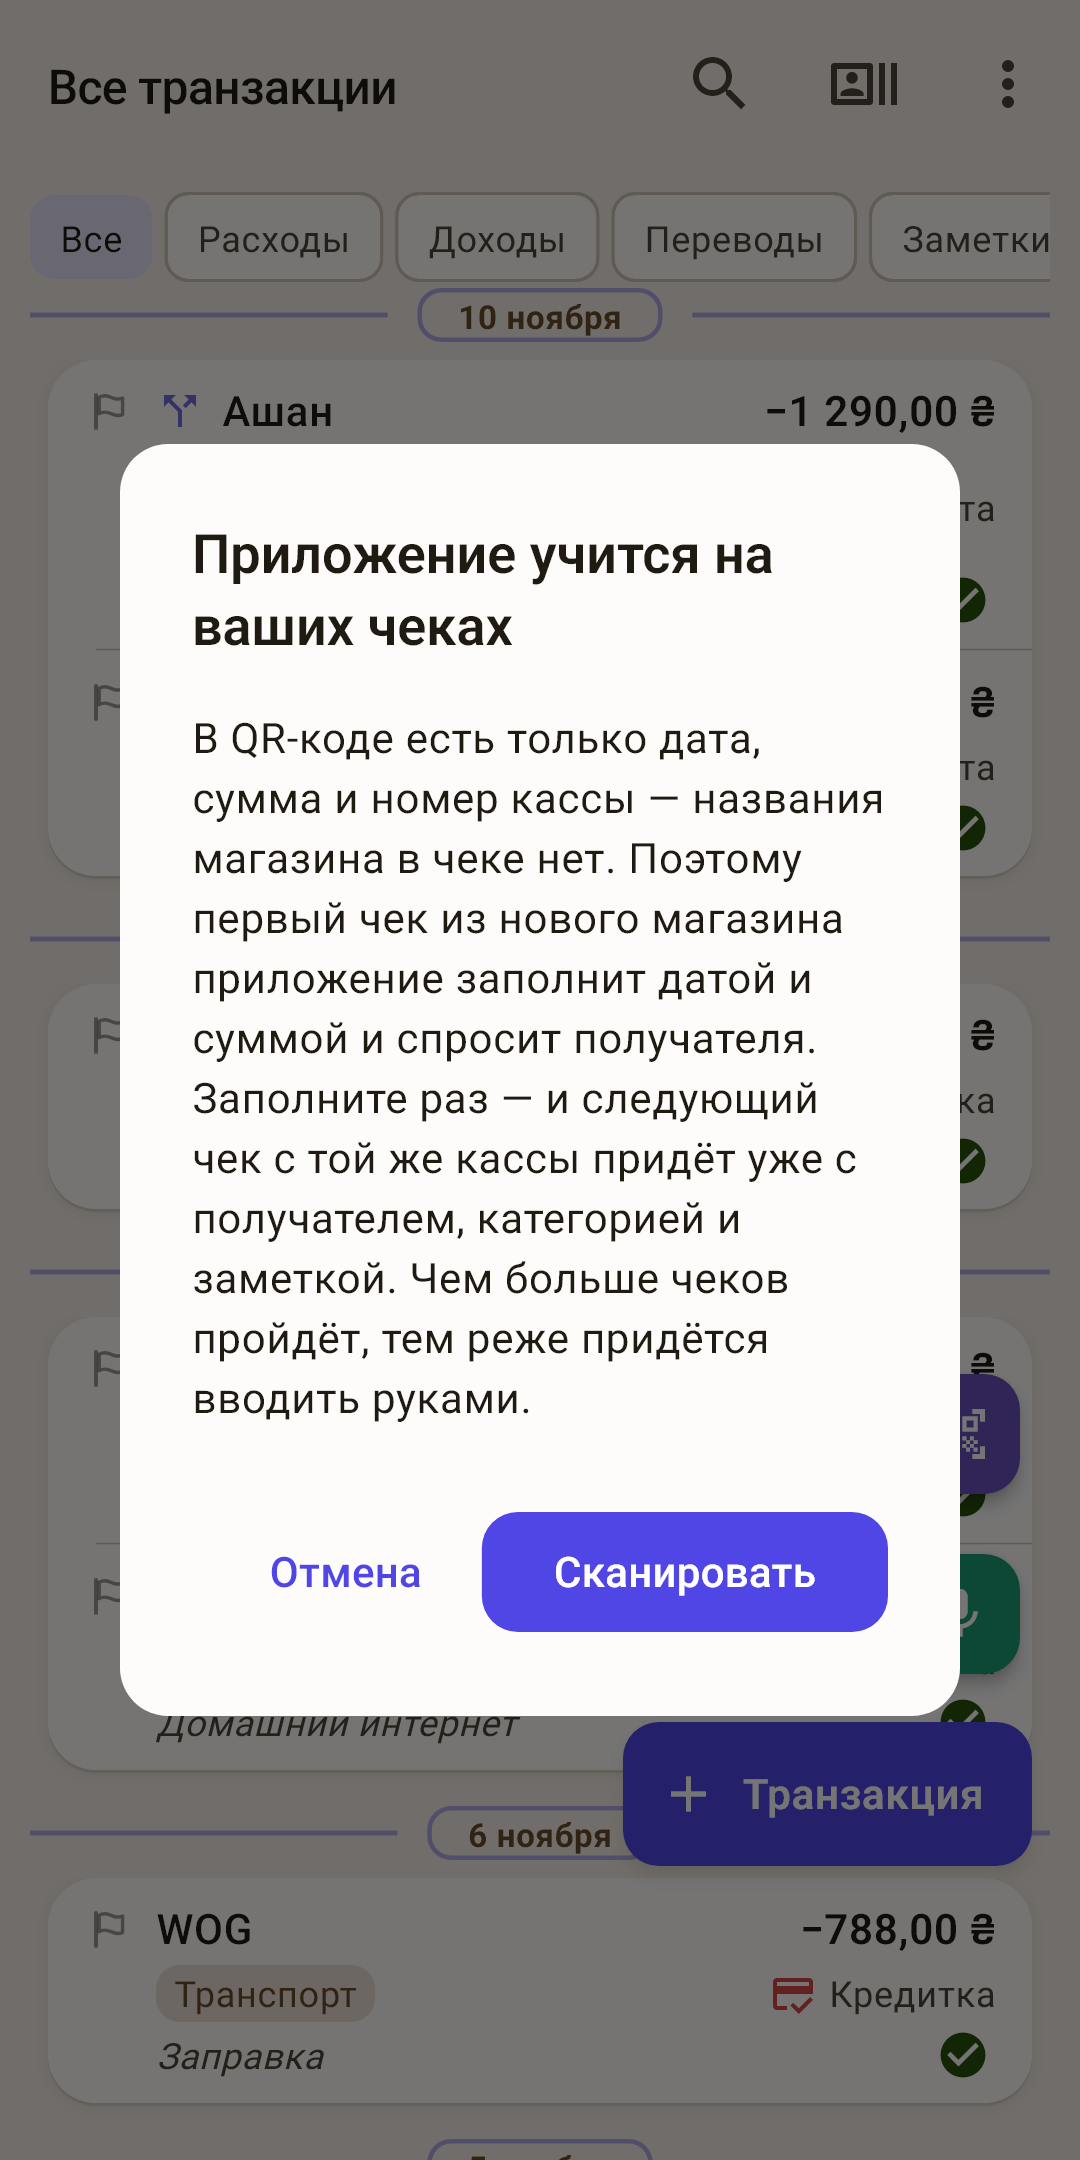 Все транзакции
Все
Расходы
Доходы
Переводы
Заметки
10 ноября
Ашан
−1 290,00 ₴
Приложение учится на
ваших чеках
В QR-коде есть только дата,
сумма и номер кассы — названия
магазина в чеке нет. Поэтому
первый чек из нового магазина
приложение заполнит датой и
суммой и спросит получателя.
Заполните раз — и следующий
чек с той же кассы придёт уже с
получателем, категорией и
заметкой. Чем больше чеков
пройдёт, тем реже придётся
вводить руками.
Отмена
Сканировать
та
₴
та
₴
ка
₴
Домашний интернет
Транзакция
6 ноября
WOG
−788,00 ₴
Транспорт
Кредитка
Заправка